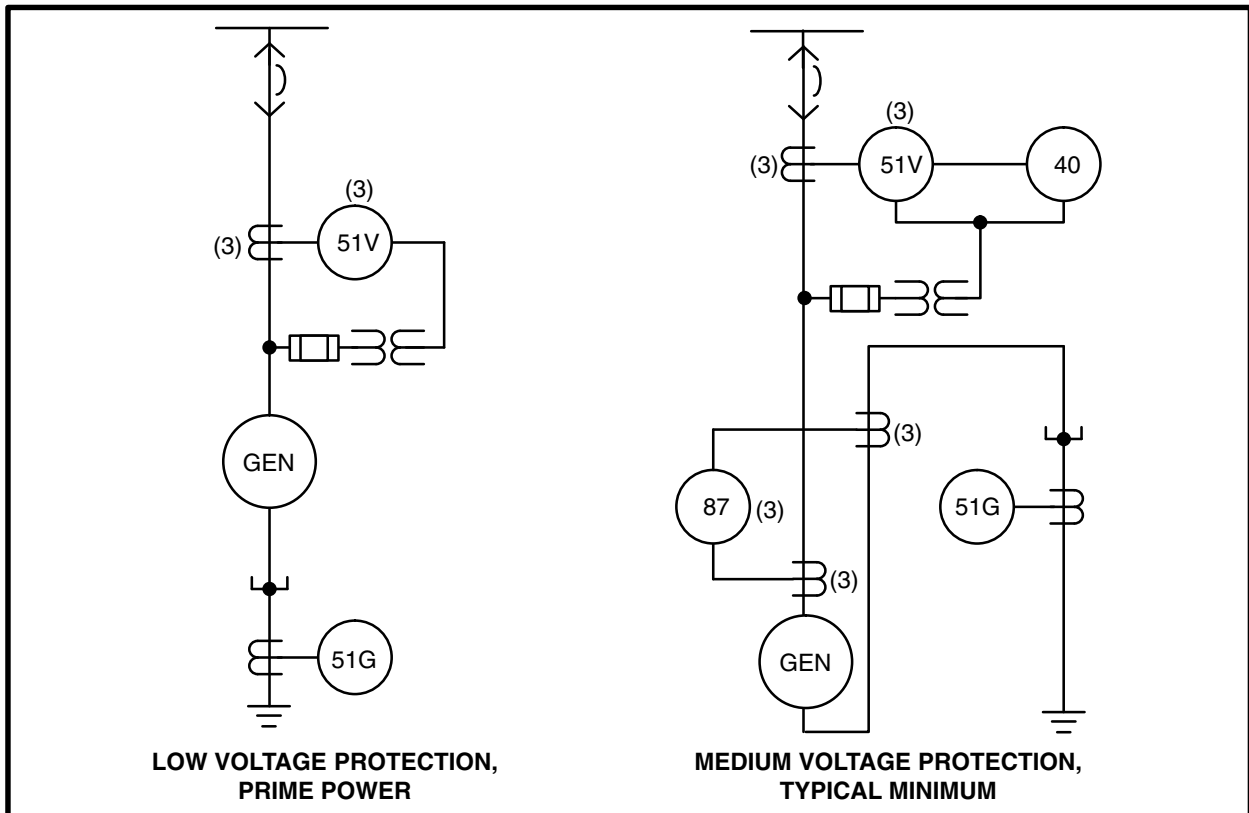 (3)
(3)
51V
GEN
51G
LOW VOLTAGE PROTECTION,
PRIME POWER
(3)
(3)
51V
40
(3)
87
(3)
51G
(3)
GEN
MEDIUM VOLTAGE PROTECTION,
TYPICAL MINIMUM